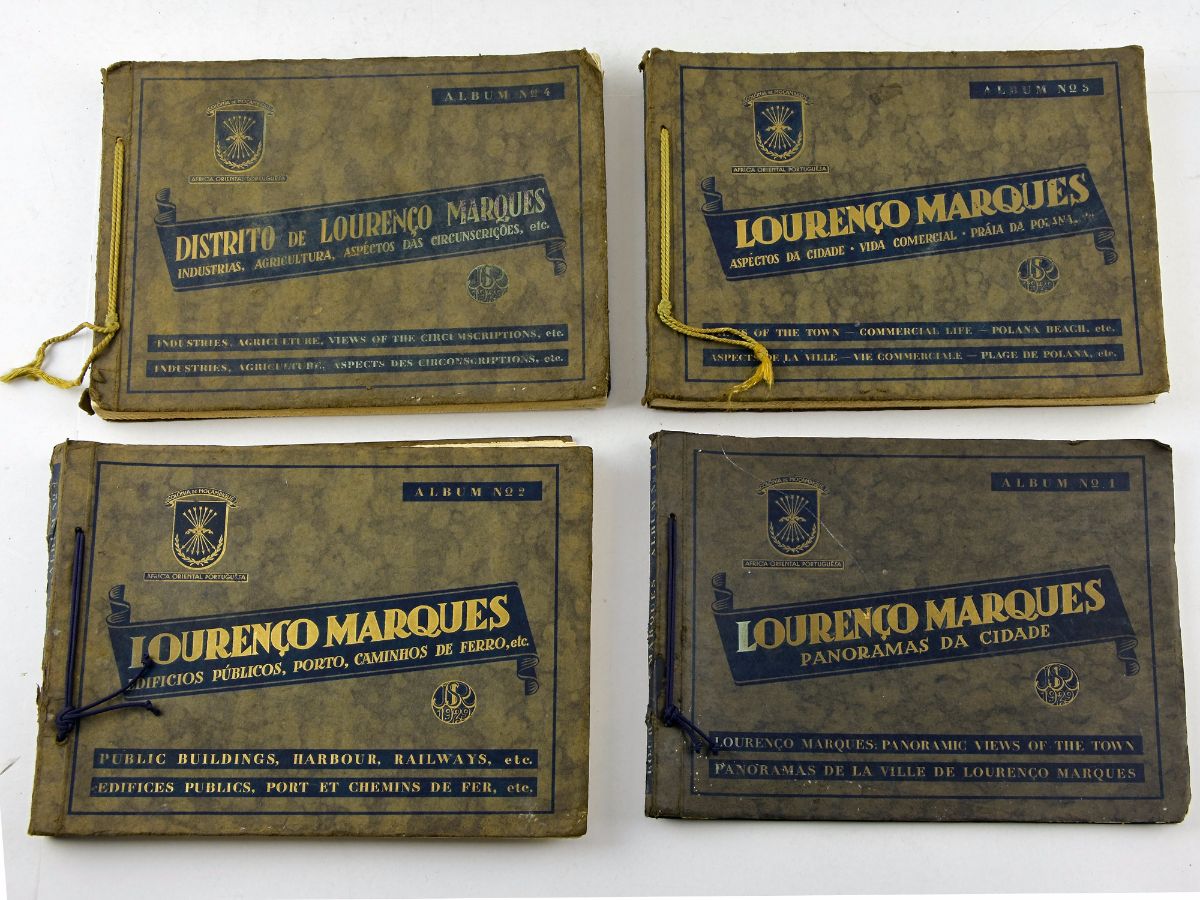 ALBUM Nº 4
COLÓNIA DE MOÇAMBIQUE
AFRICA ORIENTAL PORTUGUÊSA
DISTRITO DE LOURENÇO MARQUES
INDUSTRIAS, AGRICULTURA, ASPÉCTOS DAS CIRCUNSCRIÇÕES, etc.
1929
INDUSTRIES, AGRICULTURE, VIEWS OF THE CIRCUMSCRIPTIONS, etc.
INDUSTRIES, AGRICULTURE, ASPECTS DES CIRCONSCRIPTIONS, etc.
ALBUM Nº 3
COLÓNIA DE MOÇAMBIQUE
AFRICA ORIENTAL PORTUGUÊSA
LOURENÇO MARQUES
ASPÉCTOS DA CIDADE · VIDA COMERCIAL · PRÁIA DA POLANA,
1929
OF THE TOWN — COMMERCIAL LIFE — POLANA BEACH, etc.
ASPECTS DE LA VILLE — VIE COMMERCIALE — PLAGE DE POLANA, etc.
ALBUM Nº 2
COLÓNIA DE MOÇAMBIQUE
AFRICA ORIENTAL PORTUGUÊSA
LOURENÇO MARQUES
EDIFICIOS PÚBLICOS, PORTO, CAMINHOS DE FERRO, etc.
1929
PUBLIC BUILDINGS, HARBOUR, RAILWAYS, etc.
EDIFICES PUBLICS, PORT ET CHEMINS DE FER, etc.
ALBUM Nº 1
COLÓNIA DE MOÇAMBIQUE
AFRICA ORIENTAL PORTUGUÊSA
LOURENÇO MARQUES
PANORAMAS DA CIDADE
1929
LOURENÇO MARQUES: PANORAMIC VIEWS OF THE TOWN
PANORAMAS DE LA VILLE DE LOURENÇO MARQUES